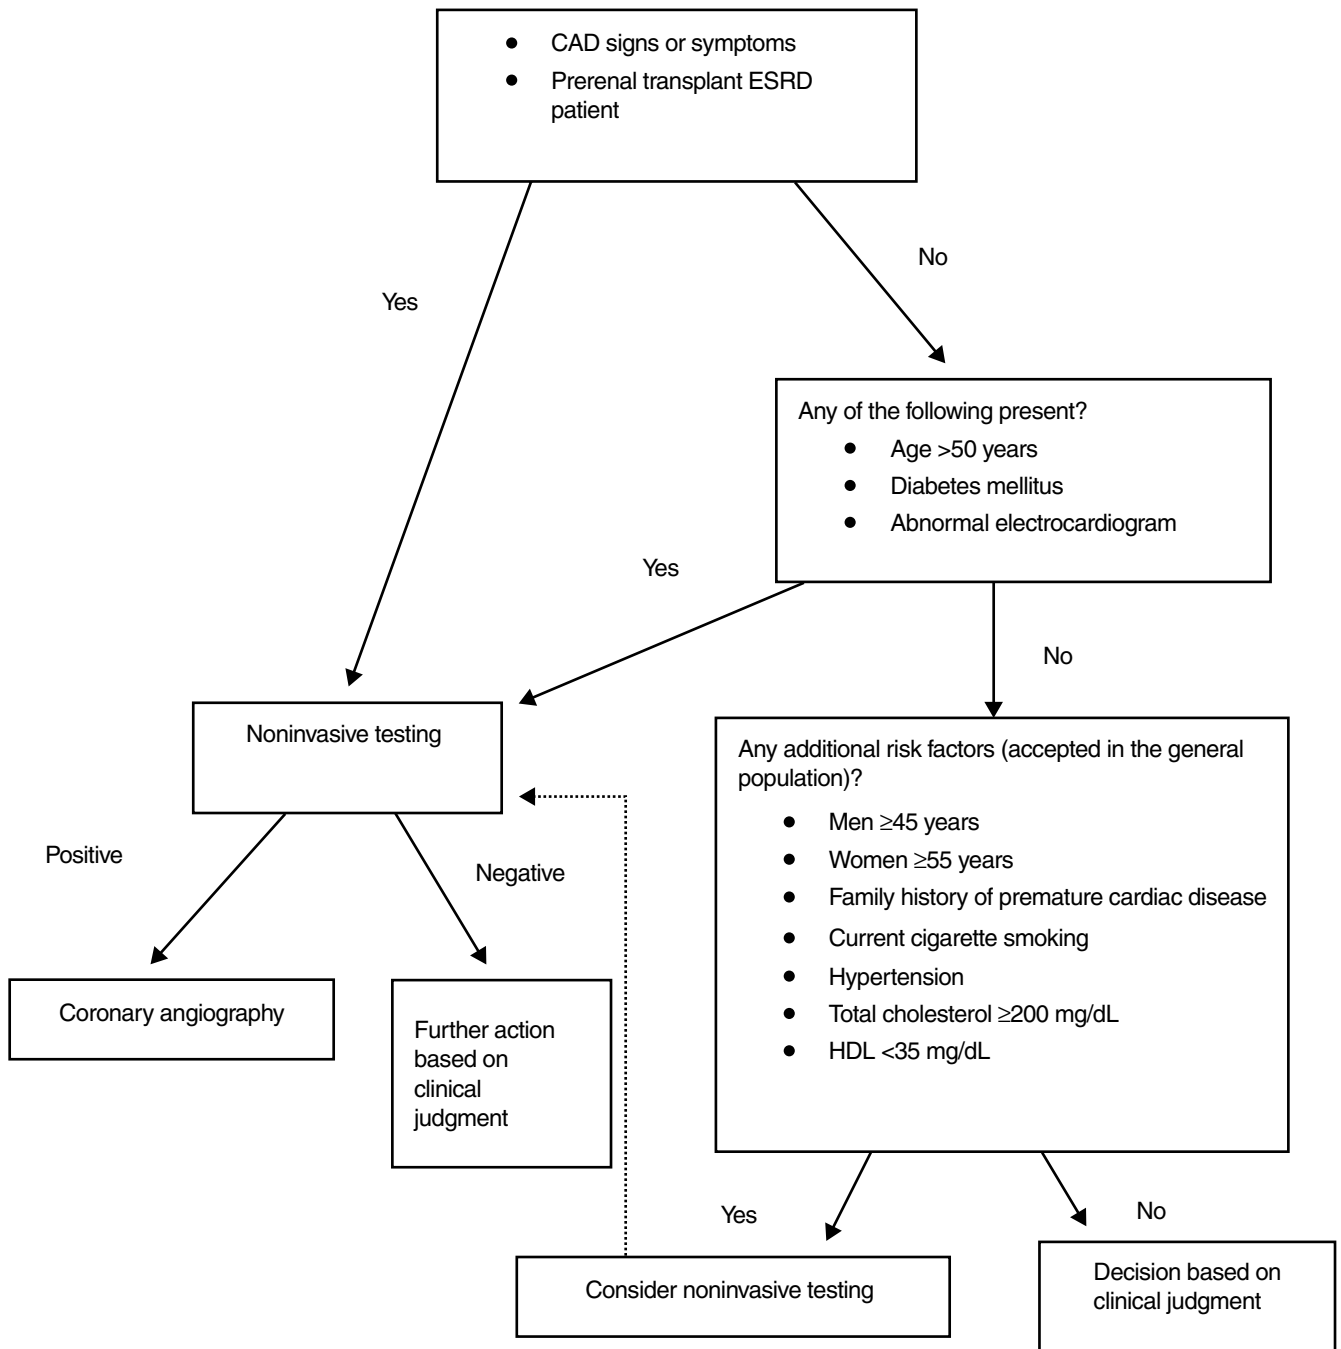 ● CAD signs or symptoms
● Prerenal transplant ESRD
patient
Yes
No
Any of the following present?
● Age >50 years
● Diabetes mellitus
● Abnormal electrocardiogram
Yes
No
Noninvasive testing
Any additional risk factors (accepted in the general
population)?
● Men ≥45 years
● Women ≥55 years
● Family history of premature cardiac disease
● Current cigarette smoking
● Hypertension
● Total cholesterol ≥200 mg/dL
● HDL <35 mg/dL
Positive
Negative
Coronary angiography
Further action
based on
clinical
judgment
Yes
No
Consider noninvasive testing
Decision based on
clinical judgment